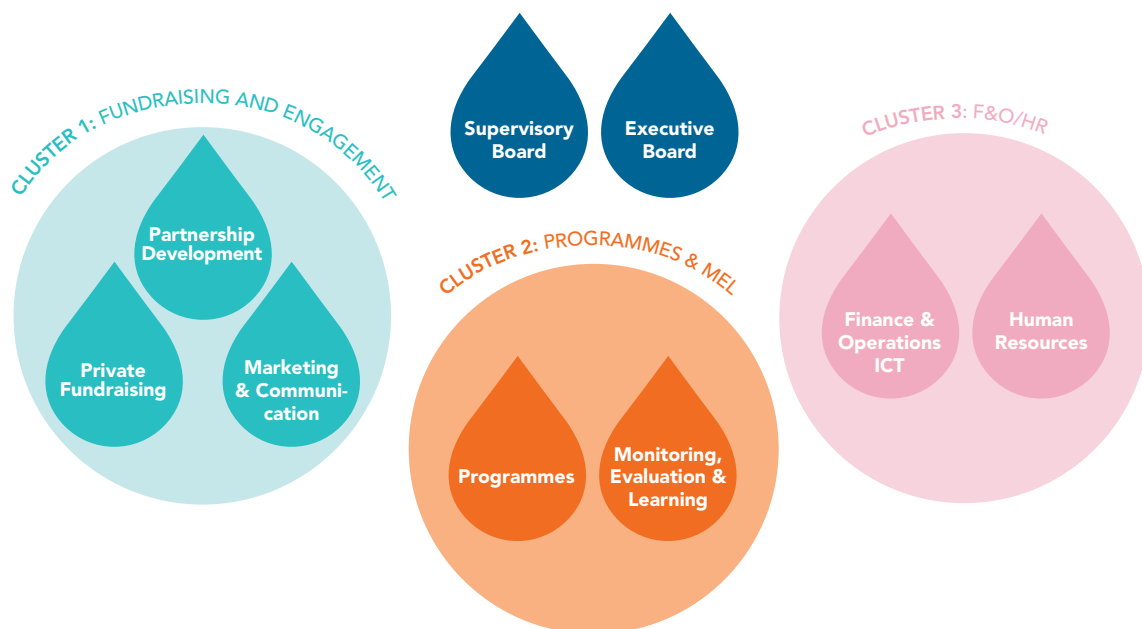 Supervisory
Board
Executive
Board
CLUSTER 1: FUNDRAISING AND ENGAGEMENT
Partnership
Development
Private
Fundraising
Marketing
& Communi-
cation
CLUSTER 2: PROGRAMMES & MEL
Programmes
Monitoring,
Evaluation &
Learning
CLUSTER 3: F&O/HR
Finance &
Operations
ICT
Human
Resources